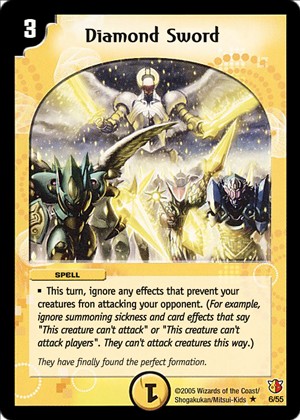 3
Diamond Sword
SPELL
▪ This turn, ignore any effects that prevent your
creatures fron attacking your opponent. (For example,
ignore summoning sickness and card effects that say
"This creature can't attack" or "This creature can't
attack players". They can't attack creatures this way.)
They have finally found the perfect formation.
1
©2005 Wizards of the Coast/
Shogakukan/Mitsui-Kids ★ 6/55